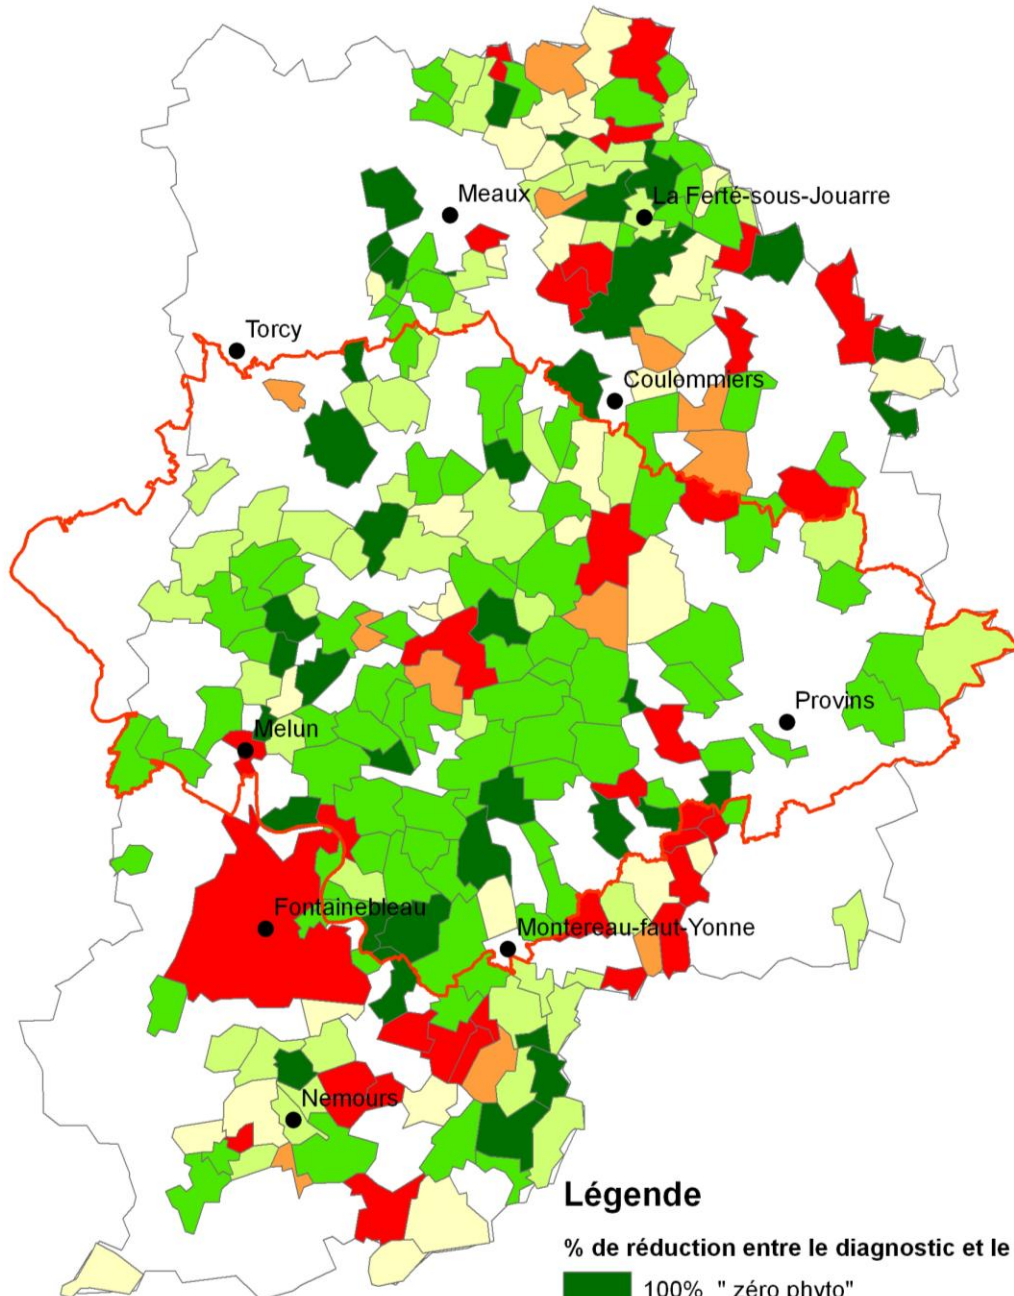 Meaux
La Ferté-sous-Jouarre
Torcy
Coulommiers
Provins
Melun
Fontainebleau
Montereau-faut-Yonne
Nemours
Légende
% de réduction entre le diagnostic et le
100% " zéro phyto"